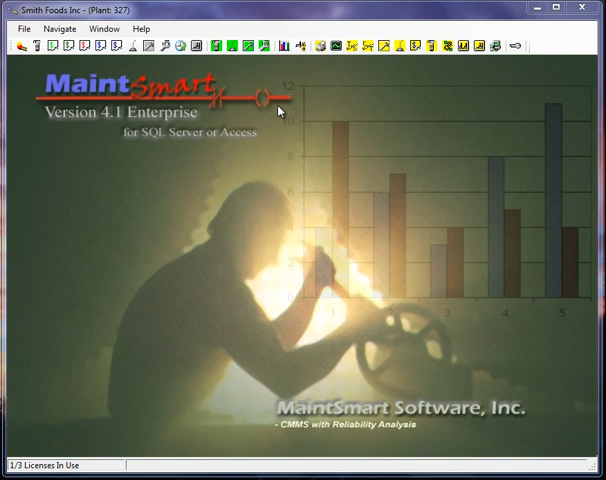 Smith Foods Inc - (Plant: 327)
File Navigate Window Help
MaintSmart
Version 4.1 Enterprise
for SQL Server or Access
12
10
8
6
4
2
0
1
3
4
5
MaintSmart Software, Inc.
- CMMS with Reliability Analysis
1/3 Licenses In Use